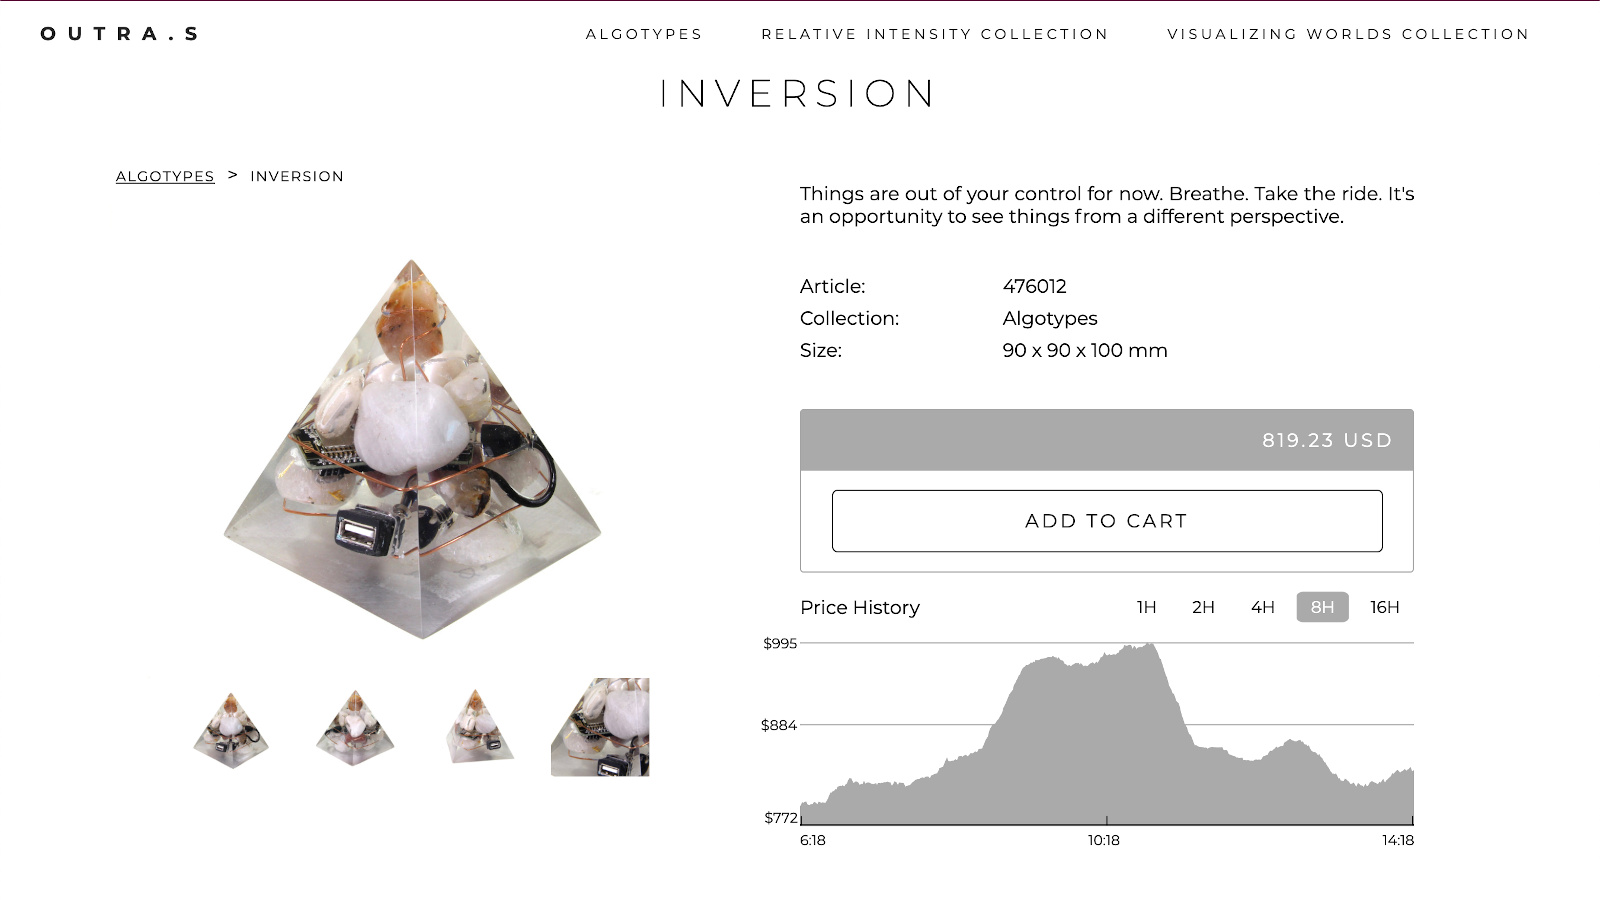 OUTRA.S
ALGOTYPES RELATIVE INTENSITY COLLECTION VISUALIZING WORLDS COLLECTION
INVERSION
ALGOTYPES > INVERSION
Things are out of your control for now. Breathe. Take the ride. It's
an opportunity to see things from a different perspective.
Article: 476012
Collection: Algotypes
Size: 90 x 90 x 100 mm
819.23 USD
ADD TO CART
Price History 1H 2H 4H 8H 16H
$995
$884
$772
6:18 10:18 14:18